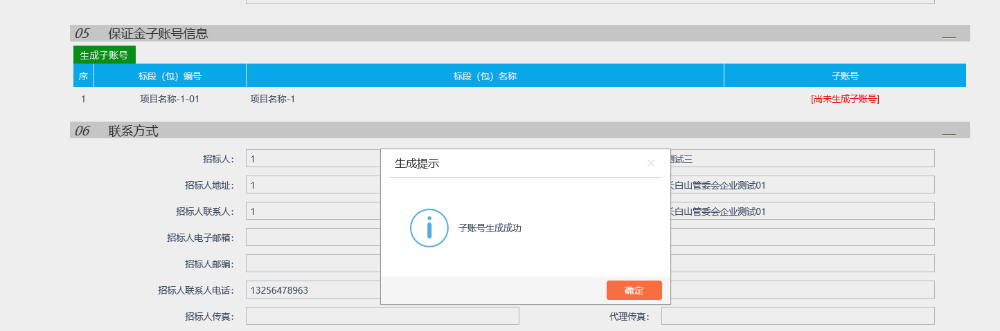 05 保证金子账号信息
生成子账号
序 标段（包）编号 标段（包）名称 子账号
1 项目名称-1-01 项目名称-1 [尚未生成子账号]
06 联系方式
招标人： 1 测试三
生成提示
招标人地址： 1 长白山管委会企业测试01
招标人联系人： 1 长白山管委会企业测试01
子账号生成成功
招标人电子邮箱：
招标人邮编：
招标人联系人电话： 13256478963
确定
招标人传真： 代理传真：